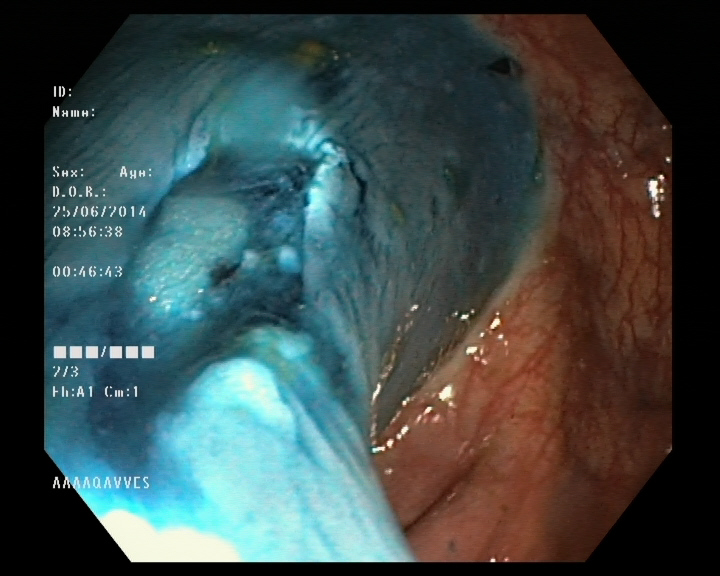 ID:
Name:
Sex: Age:
D.O.B.:
25/06/2014
08:56:38
00:46:43
■■■/■■■
2/3
Eh:A1 Cm:1